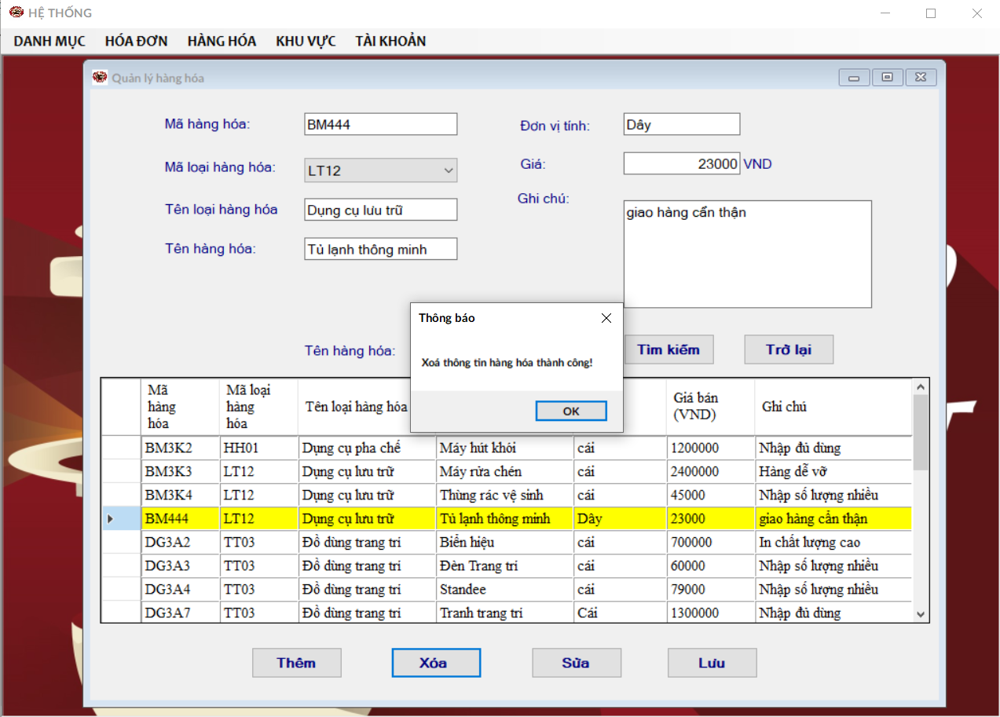 HỆ THỐNG
DANH MỤC HÓA ĐƠN HÀNG HÓA KHU VỰC TÀI KHOẢN
Quản lý hàng hóa
Mã hàng hóa: BM444
Đơn vị tính: Dây
Mã loại hàng hóa: LT12
Giá: 23000 VND
Tên loại hàng hóa Dụng cụ lưu trữ
Ghi chú: giao hàng cẩn thận
Tên hàng hóa: Tủ lạnh thông minh
Thông báo
Xoá thông tin hàng hóa thành công!
OK
Tên hàng hóa: Tìm kiếm Trở lại
Mã hàng hóa Mã loại hàng hóa Tên loại hàng hóa Giá bán (VND) Ghi chú
BM3K2 HH01 Dụng cụ pha chế Máy hút khói cái 1200000 Nhập đủ dùng
BM3K3 LT12 Dụng cụ lưu trữ Máy rửa chén cái 2400000 Hàng dễ vỡ
BM3K4 LT12 Dụng cụ lưu trữ Thùng rác vệ sinh cái 45000 Nhập số lượng nhiều
BM444 LT12 Dụng cụ lưu trữ Tủ lạnh thông minh Dây 23000 giao hàng cẩn thận
DG3A2 TT03 Đồ dùng trang trí Biển hiệu cái 700000 In chất lượng cao
DG3A3 TT03 Đồ dùng trang trí Đèn Trang trí cái 60000 Nhập số lượng nhiều
DG3A4 TT03 Đồ dùng trang trí Standee cái 79000 Nhập số lượng nhiều
DG3A7 TT03 Đồ dùng trang trí Tranh trang trí Cái 1300000 Nhập đủ dùng
Thêm Xóa Sửa Lưu